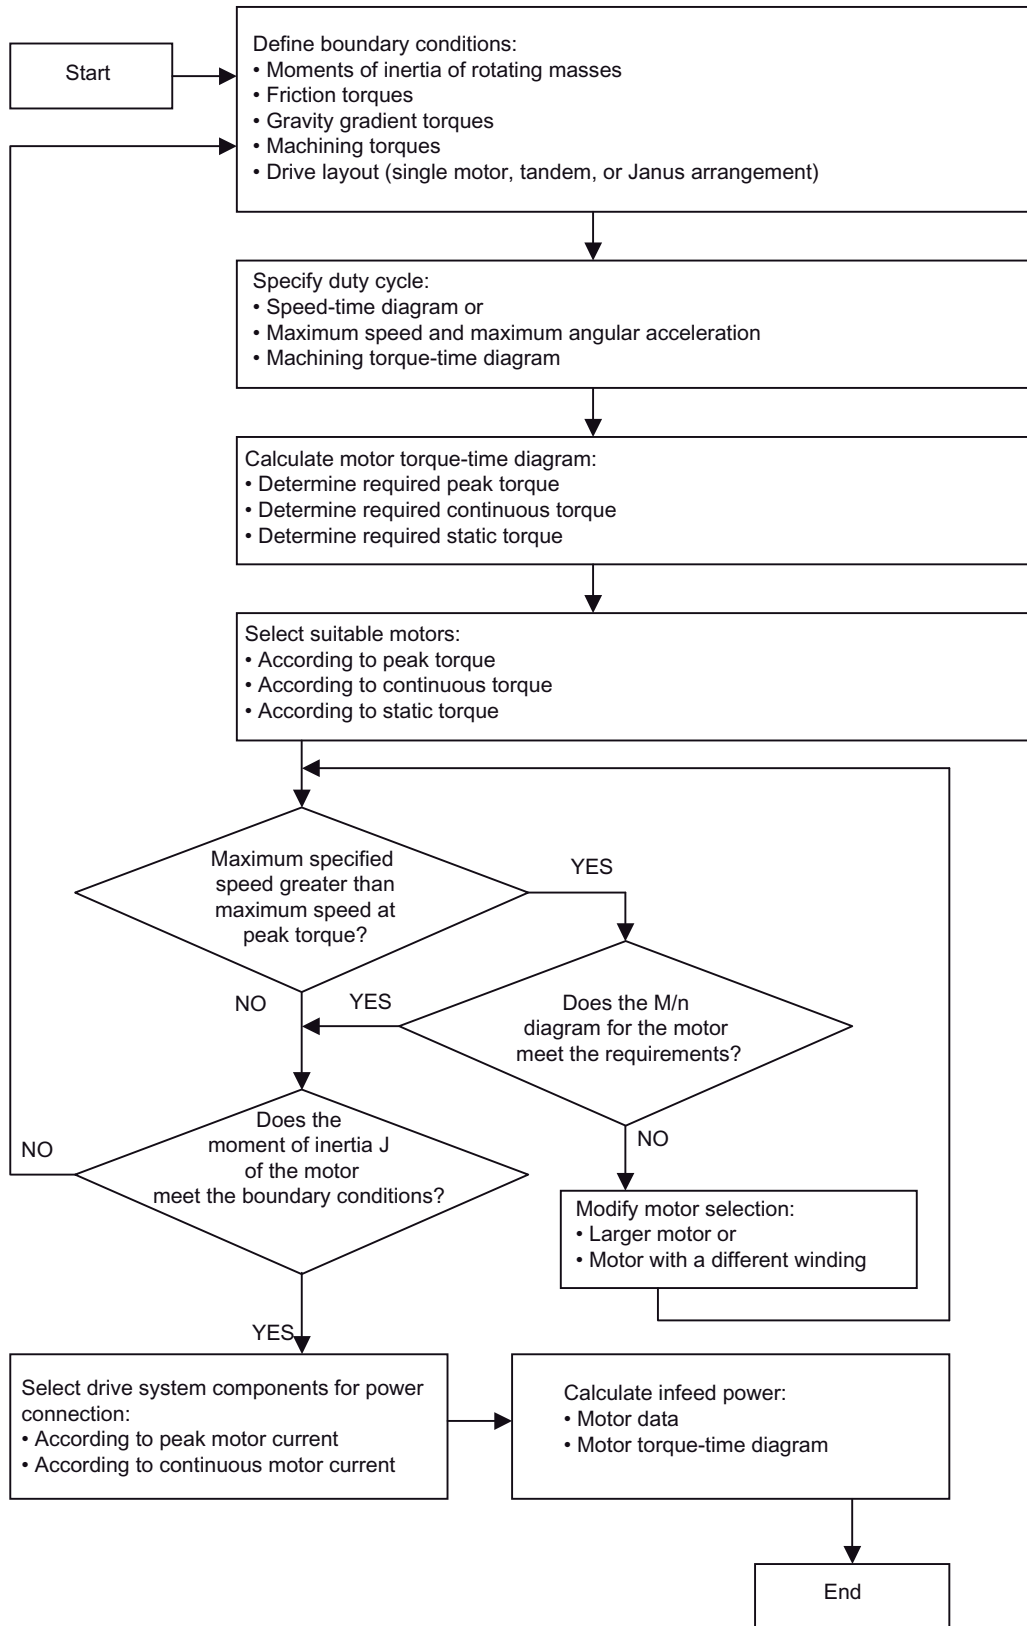 Start
Define boundary conditions:
• Moments of inertia of rotating masses
• Friction torques
• Gravity gradient torques
• Machining torques
• Drive layout (single motor, tandem, or Janus arrangement)
Specify duty cycle:
• Speed-time diagram or
• Maximum speed and maximum angular acceleration
• Machining torque-time diagram
Calculate motor torque-time diagram:
• Determine required peak torque
• Determine required continuous torque
• Determine required static torque
Select suitable motors:
• According to peak torque
• According to continuous torque
• According to static torque
Maximum specified
speed greater than
maximum speed at
peak torque?
YES
NO
YES
Does the M/n
diagram for the motor
meet the requirements?
NO
Does the
moment of inertia J
of the motor
meet the boundary conditions?
NO
Modify motor selection:
• Larger motor or
• Motor with a different winding
YES
Select drive system components for power
connection:
• According to peak motor current
• According to continuous motor current
Calculate infeed power:
• Motor data
• Motor torque-time diagram
End